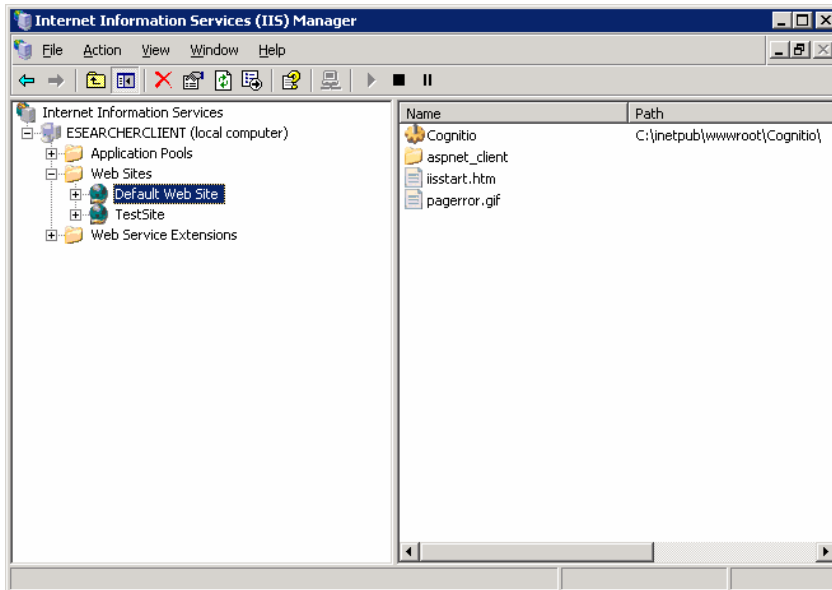 Internet Information Services (IIS) Manager
File Action View Window Help
Internet Information Services
ESEARCHERCLIENT (local computer)
Application Pools
Web Sites
Default Web Site
TestSite
Web Service Extensions
Name Path
Cognitio C:\inetpub\wwwroot\Cognitio\
aspnet_client
iisstart.htm
pagerror.gif